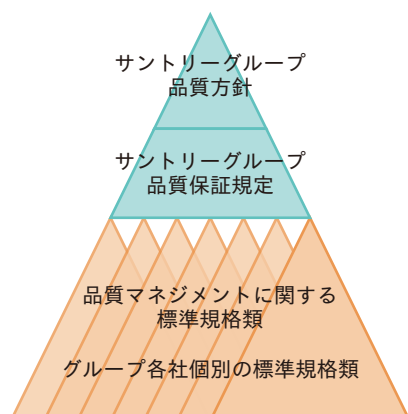 サントリーグループ
品質方針
サントリーグループ
品質保証規定
品質マネジメントに関する
標準規格類
グループ各社個別の標準規格類